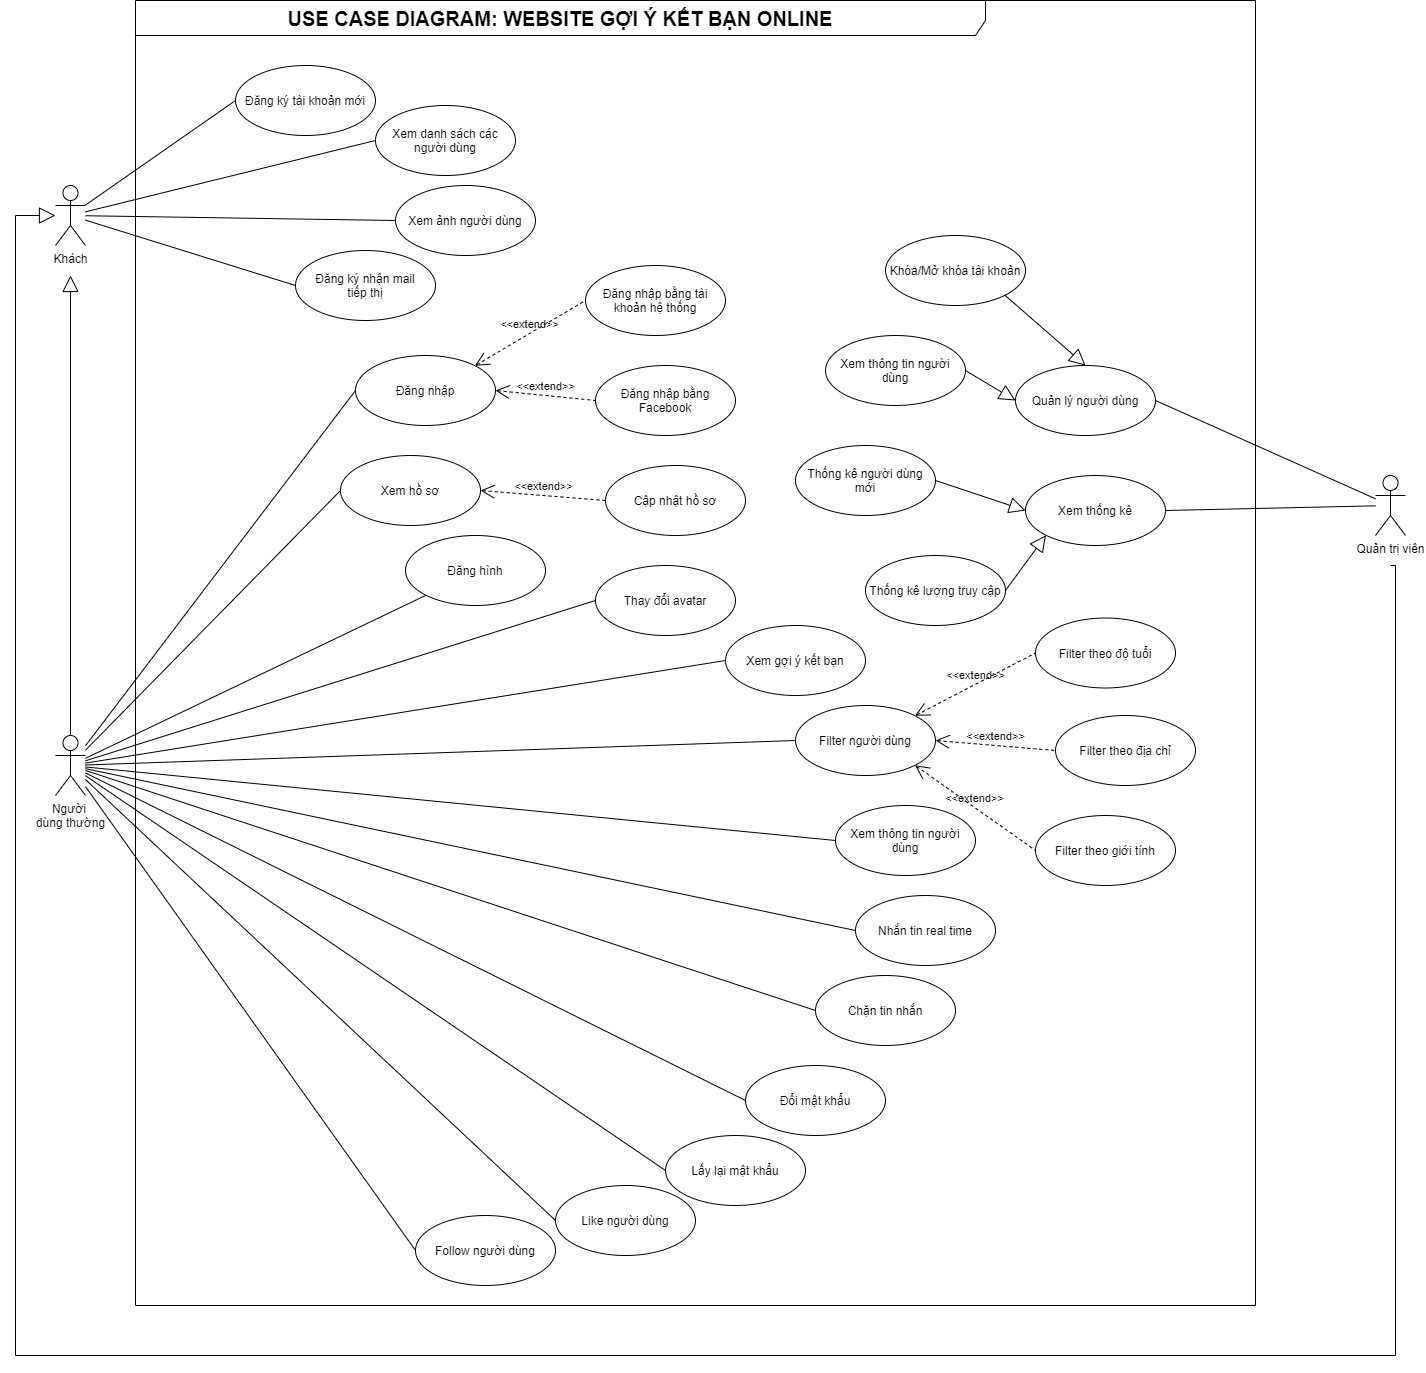 USE CASE DIAGRAM: WEBSITE GỢI Ý KẾT BẠN ONLINE
Đăng ký tài khoản mới
Xem danh sách các
người dùng
Xem ảnh người dùng
Khách
Đăng ký nhận mail
tiếp thị
Khóa/Mở khóa tài khoản
Đăng nhập bằng tài
khoản hệ thống
<<extend>>
Đăng nhập
<<extend>>
Đăng nhập bằng
Facebook
Xem thông tin người
dùng
Quản lý người dùng
Xem hồ sơ
<<extend>>
Cập nhật hồ sơ
Thống kê người dùng
mới
Xem thống kê
Quản trị viên
Đăng hình
Thay đổi avatar
Thống kê lượng truy cập
Xem gợi ý kết bạn
Filter theo độ tuổi
<<extend>>
Filter người dùng
<<extend>>
Filter theo địa chỉ
<<extend>>
Người
dùng thường
Xem thông tin người
dùng
Filter theo giới tính
Nhắn tin real time
Chặn tin nhắn
Đổi mật khẩu
Lấy lại mật khẩu
Like người dùng
Follow người dùng